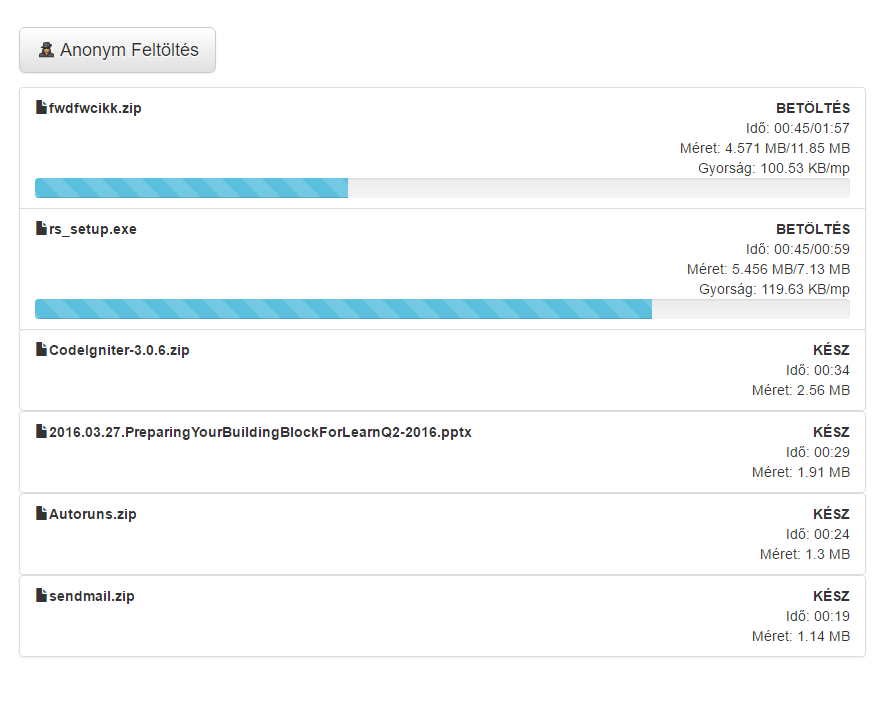 Anonym Feltöltés
fwdfwcikk.zip BETÖLTÉS
Idő: 00:45/01:57
Méret: 4.571 MB/11.85 MB
Gyorság: 100.53 KB/mp
rs_setup.exe BETÖLTÉS
Idő: 00:45/00:59
Méret: 5.456 MB/7.13 MB
Gyorság: 119.63 KB/mp
CodeIgniter-3.0.6.zip KÉSZ
Idő: 00:34
Méret: 2.56 MB
2016.03.27.PreparingYourBuildingBlockForLearnQ2-2016.pptx KÉSZ
Idő: 00:29
Méret: 1.91 MB
Autoruns.zip KÉSZ
Idő: 00:24
Méret: 1.3 MB
sendmail.zip KÉSZ
Idő: 00:19
Méret: 1.14 MB